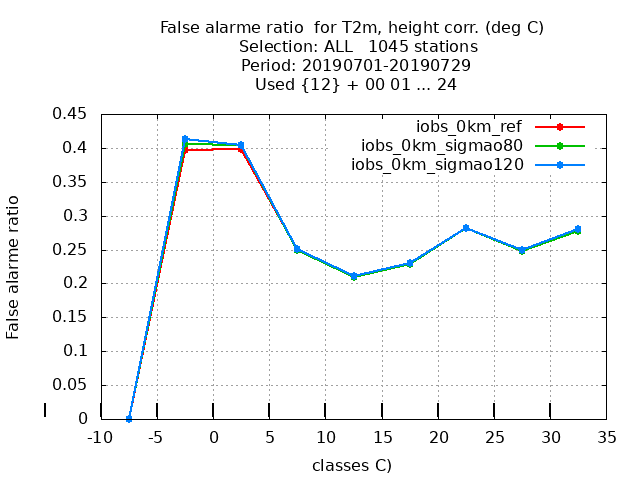 False alarme ratio  for T2m, height corr. (deg C)
Selection: ALL   1045 stations
Period: 20190701-20190729
Used {12} + 00 01 ... 24
iobs_0km_ref
iobs_0km_sigmao80
iobs_0km_sigmao120
False alarme ratio
0.45
0.4
0.35
0.3
0.25
0.2
0.15
0.1
0.05
0
-10 -5 0 5 10 15 20 25 30 35
classes C)